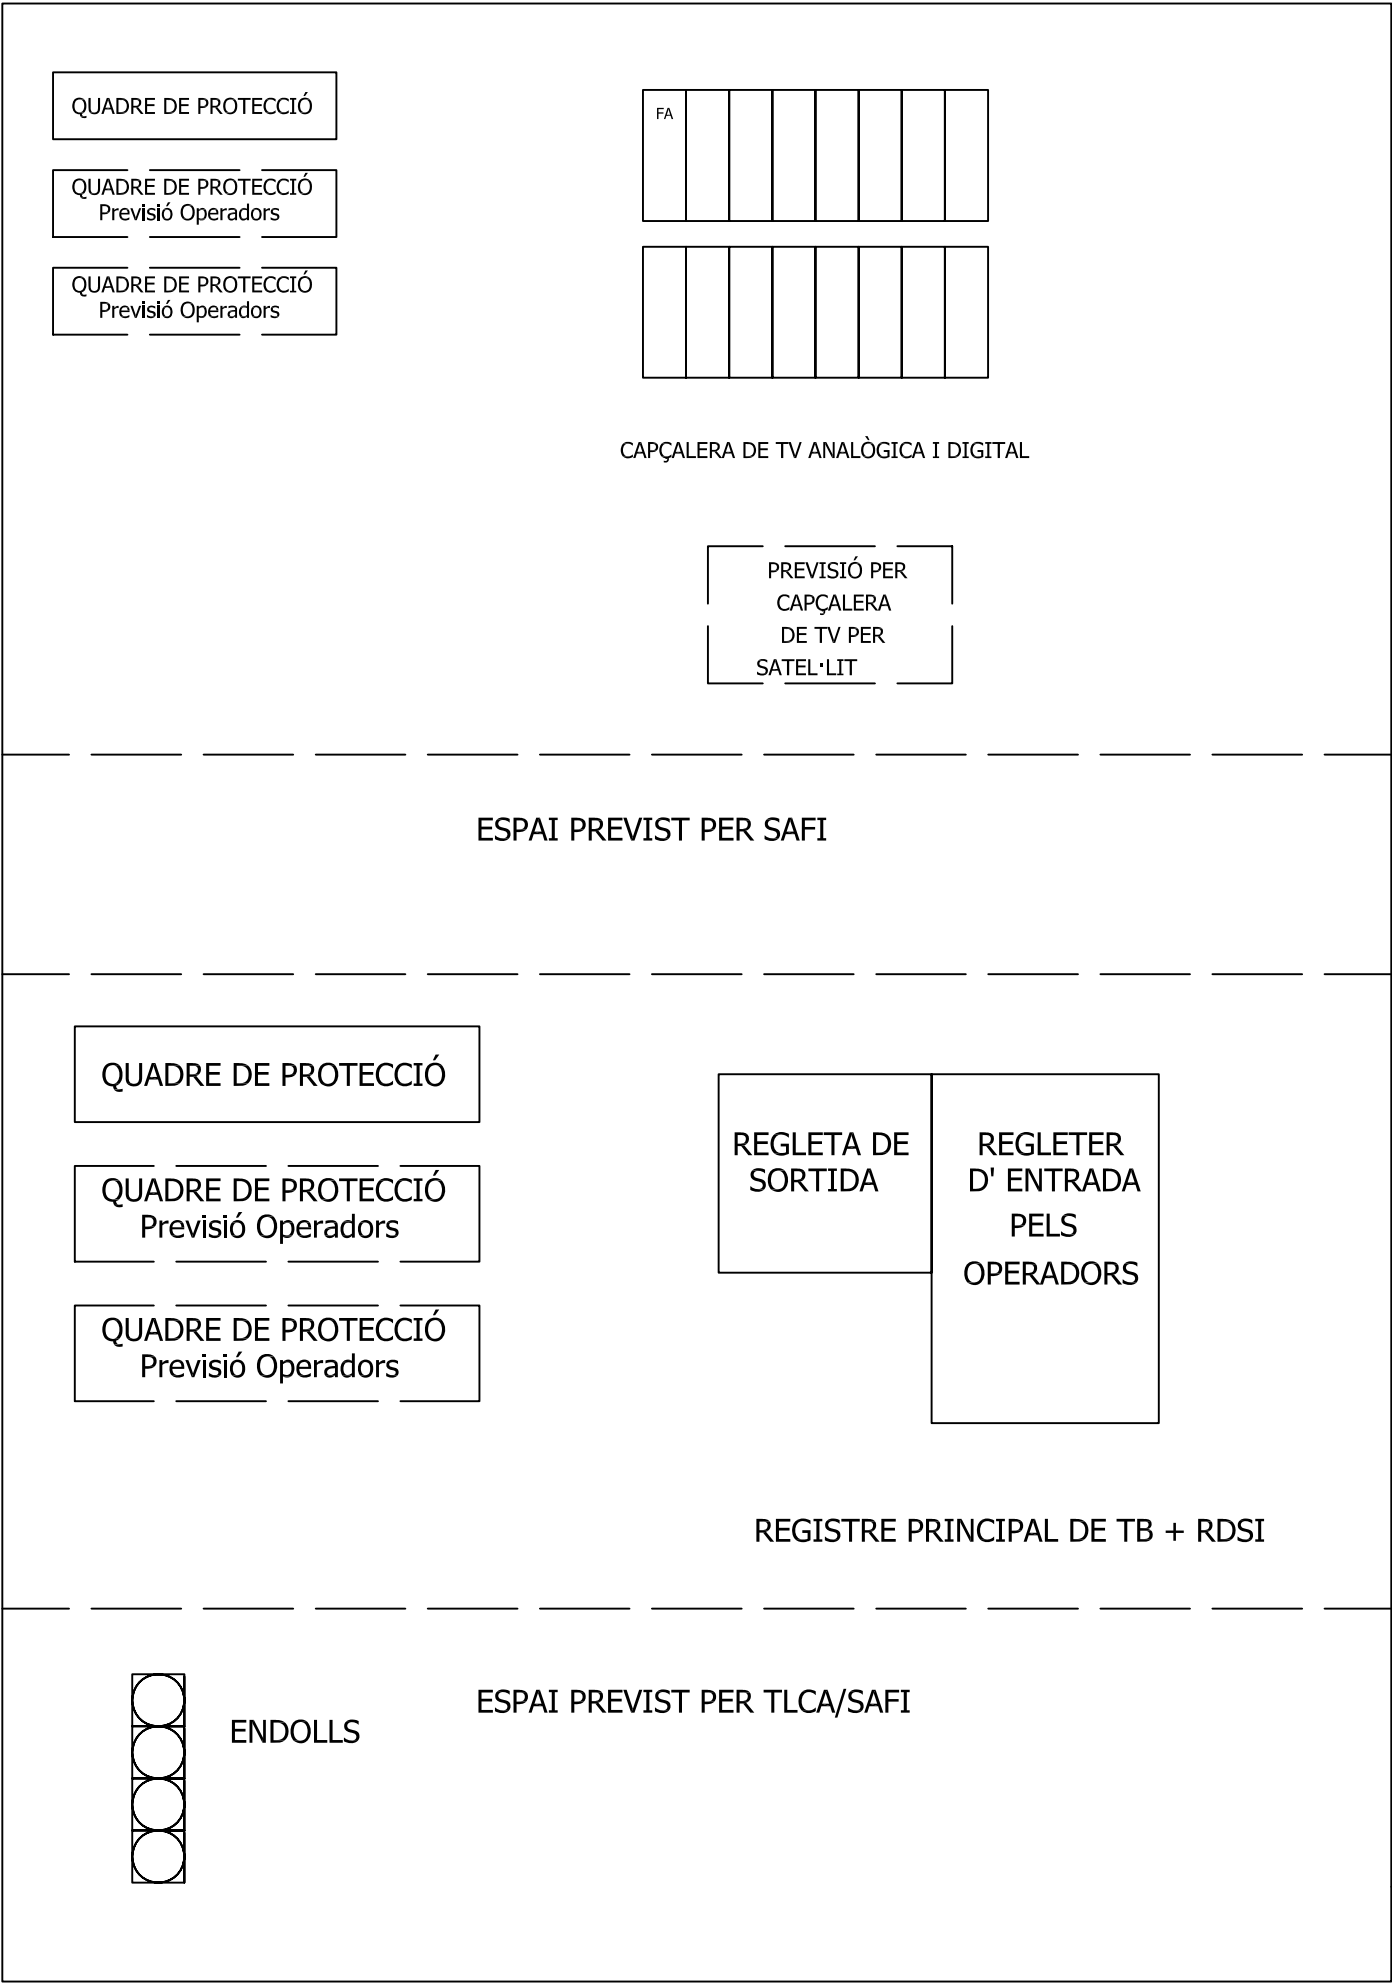 QUADRE DE PROTECCIÓ
QUADRE DE PROTECCIÓ
Previsió Operadors
QUADRE DE PROTECCIÓ
Previsió Operadors
FA
CAPÇALERA DE TV ANALÒGICA I DIGITAL
PREVISIÓ PER
CAPÇALERA
DE TV PER
SATEL·LIT
ESPAI PREVIST PER SAFI
QUADRE DE PROTECCIÓ
QUADRE DE PROTECCIÓ
Previsió Operadors
QUADRE DE PROTECCIÓ
Previsió Operadors
REGLETA DE
SORTIDA
REGLETER
D' ENTRADA
PELS
OPERADORS
REGISTRE PRINCIPAL DE TB + RDSI
ENDOLLS
ESPAI PREVIST PER TLCA/SAFI